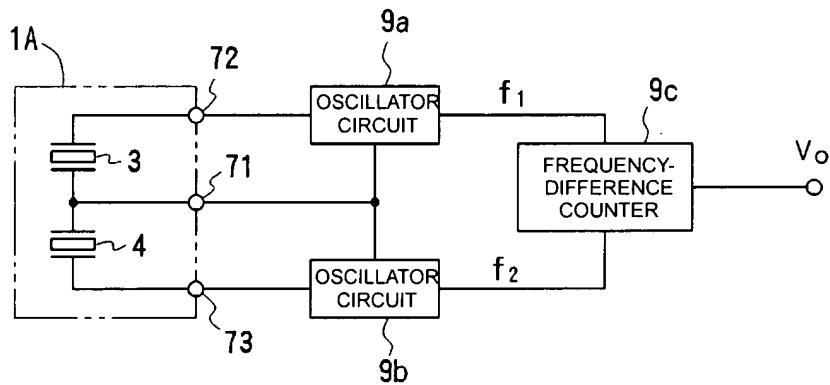 1A
72
9a
OSCILLATOR
CIRCUIT
f1
9c
3
71
FREQUENCY-
DIFFERENCE
COUNTER
Vo
4
OSCILLATOR
CIRCUIT
f2
73
9b